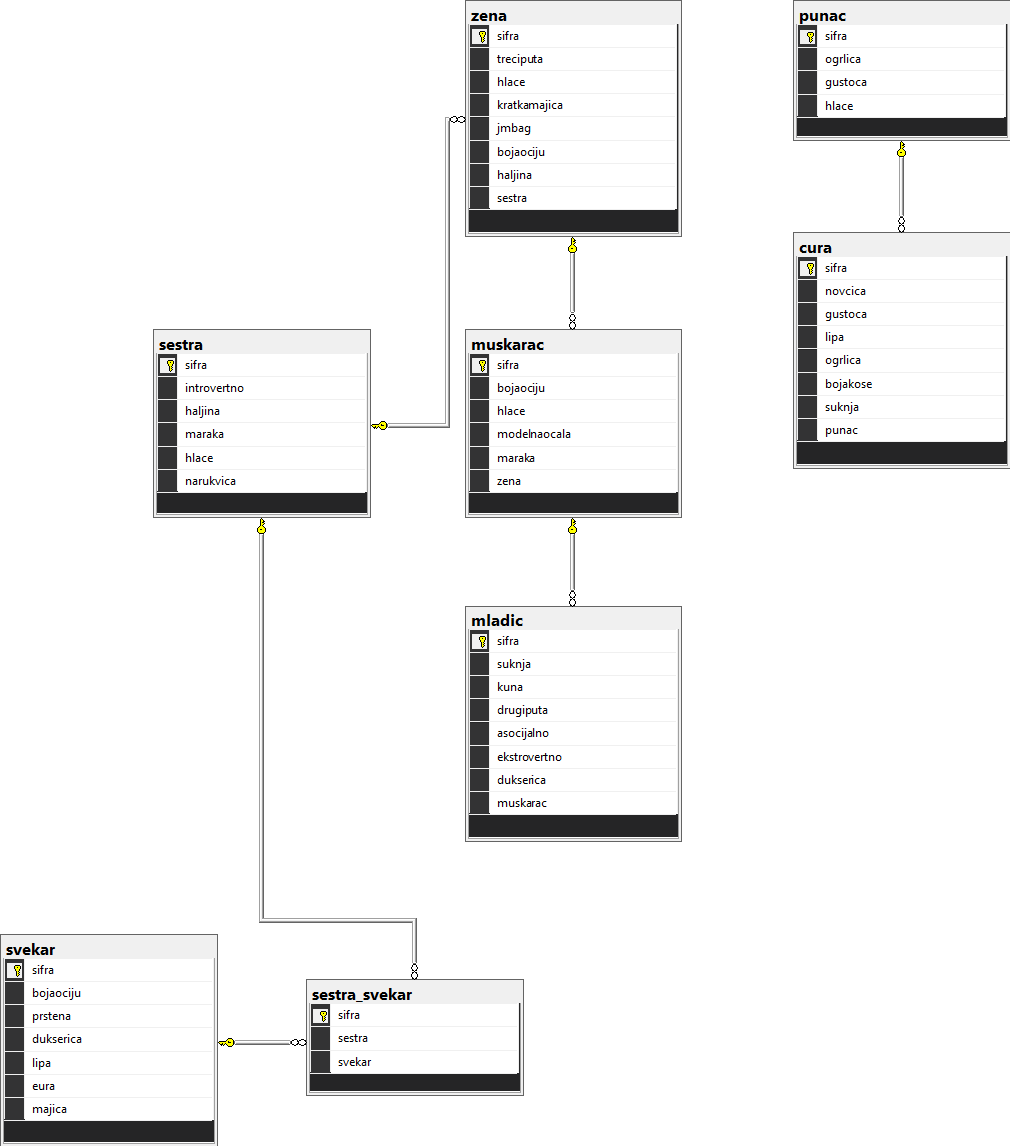 zena
sifra
treciputa
hlace
kratkamajica
jmbag
bojaociju
haljina
sestra
punac
sifra
ogrlica
gustoca
hlace
cura
sifra
novcica
gustoca
lipa
ogrlica
bojakose
suknja
punac
sestra
sifra
introvertno
haljina
maraka
hlace
narukvica
muskarac
sifra
bojaociju
hlace
modelnaocala
maraka
zena
mladic
sifra
suknja
kuna
drugiputa
asocijalno
ekstrovertno
dukserica
muskarac
svekar
sifra
bojaociju
prstena
dukserica
lipa
eura
majica
sestra_svekar
sifra
sestra
svekar